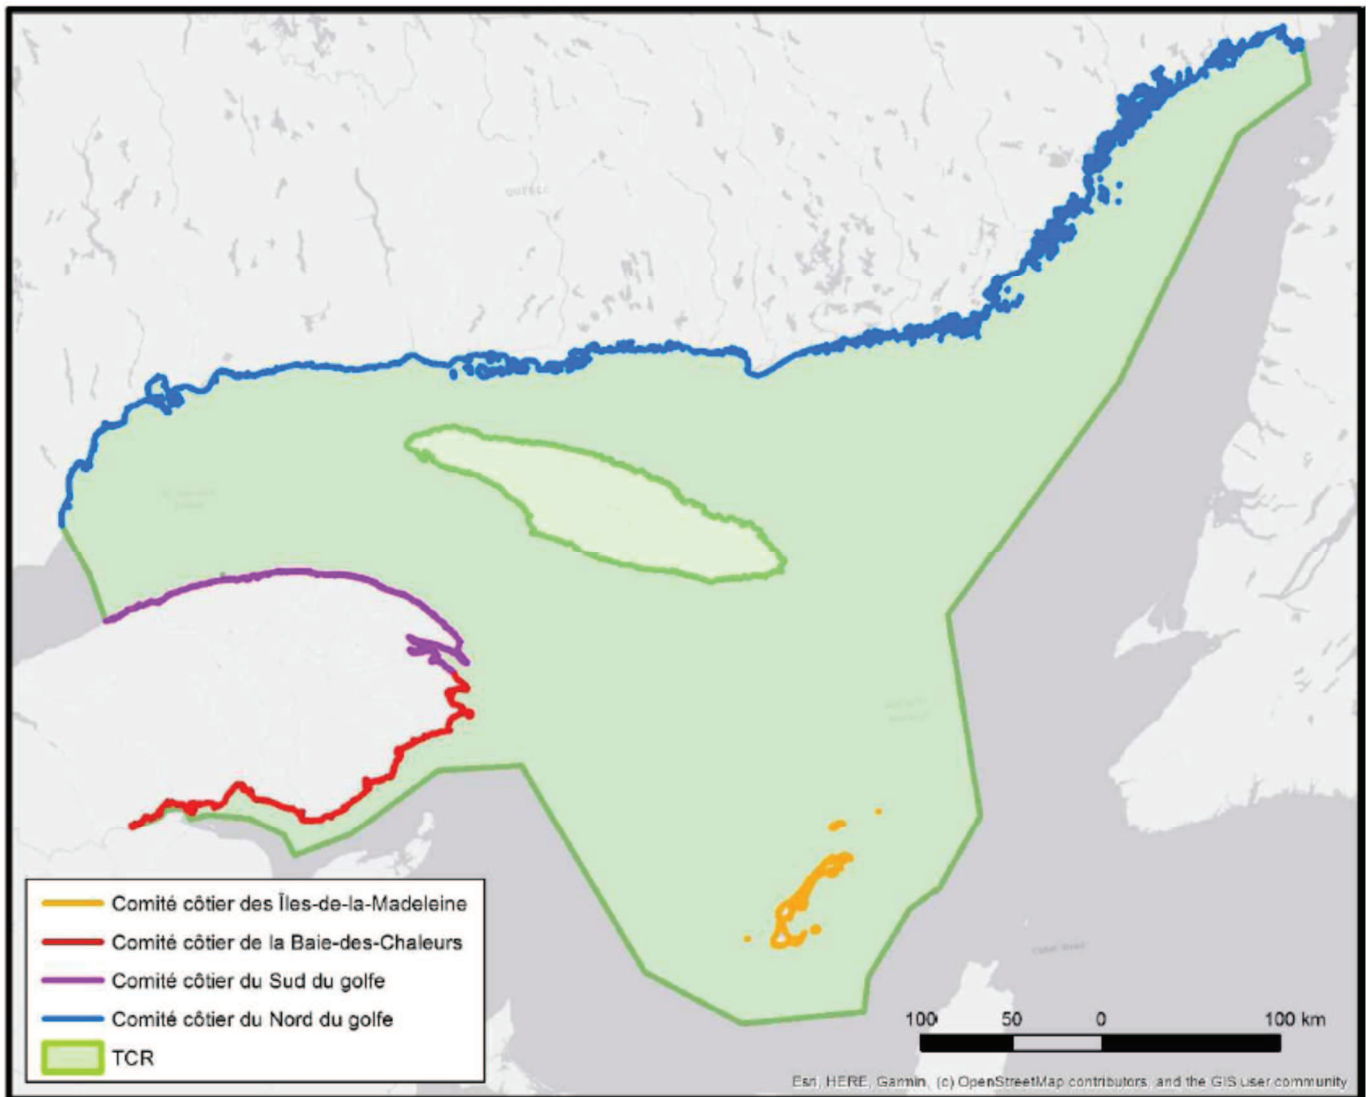 QUÉBEC
Comité côtier des Îles-de-la-Madeleine
Comité côtier de la Baie-des-Chaleurs
Comité côtier du Sud du golfe
Comité côtier du Nord du golfe
TCR
100 50 0 100 km
Esri, HERE, Garmin, (c) OpenStreetMap contributors, and the GIS user community